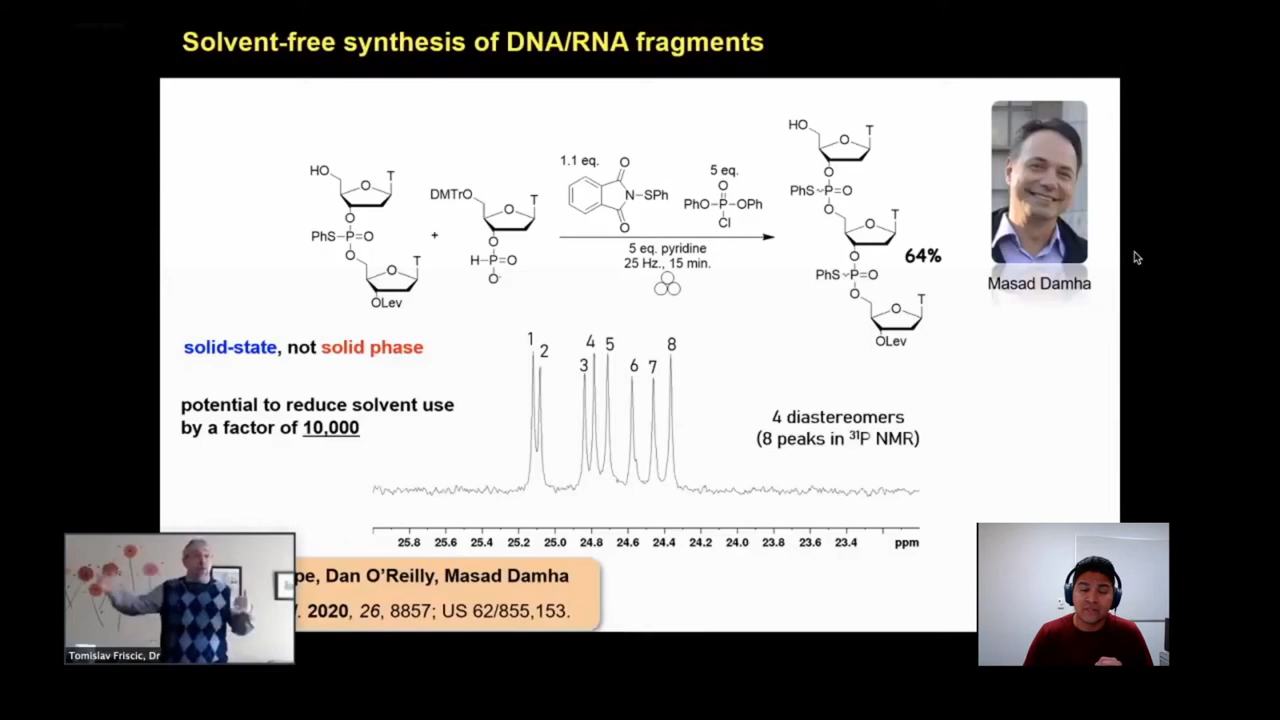 Solvent-free synthesis of DNA/RNA fragments
HO
O
T
O
PhS-P=O
O
T
O
OLev
+
DMTrO
T
O
O
H-P=O
O-
1.1 eq.
O
N-SPh
O
5 eq.
O
PhO-P-OPh
Cl
5 eq. pyridine
25 Hz., 15 min.
HO
O
T
O
PhS~P=O
O
T
O
O
PhS~P=O
O
T
O
OLev
64%
Masad Damha
solid-state, not solid phase
potential to reduce solvent use
by a factor of 10,000
1
2
3
4
5
6
7
8
4 diastereomers
(8 peaks in ³¹P NMR)
25.8 25.6 25.4 25.2 25.0 24.8 24.6 24.4 24.2 24.0 23.8 23.6 23.4 ppm
pe, Dan O'Reilly, Masad Damha
. 2020, 26, 8857; US 62/855,153.
Tomislav Friscic, Dr